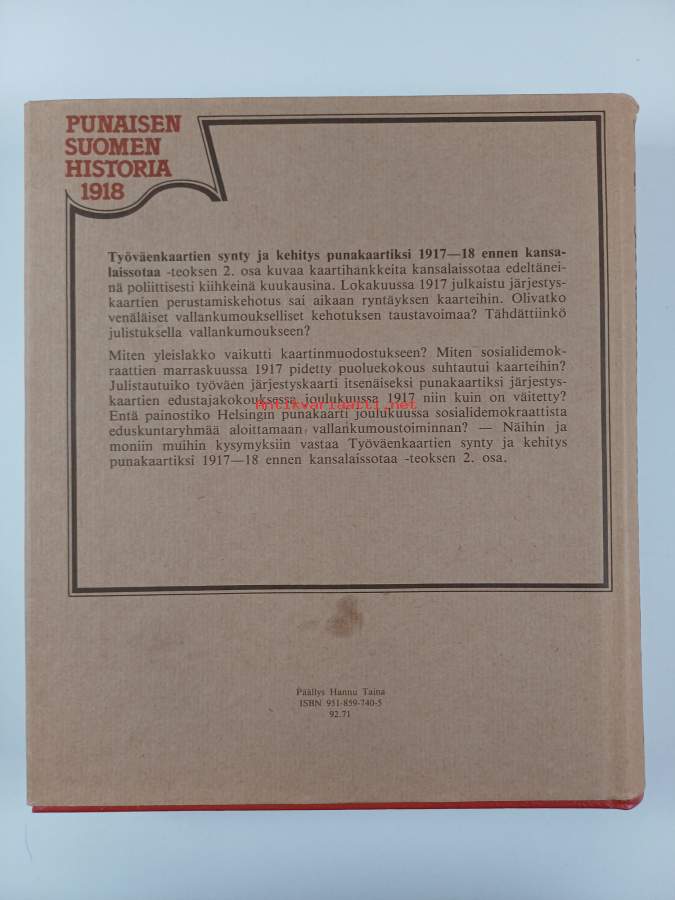 PUNAISEN
SUOMEN
HISTORIA
1918
Työväenkaartien synty ja kehitys punakaartiksi 1917—18 ennen kansa-
laissotaa -teoksen 2. osa kuvaa kaartihankkeita kansalaissotaa edeltänei-
nä poliittisesti kiihkeinä kuukausina. Lokakuussa 1917 julkaistu järjestys-
kaartien perustamiskehotus sai aikaan ryntäyksen kaarteihin. Olivatko
venäläiset vallankumoukselliset kehotuksen taustavoimaa? Tähdättiinkö
julistuksella vallankumoukseen?
Miten yleislakko vaikutti kaartinmuodostukseen? Miten sosialidemok-
raattien marraskuussa 1917 pidetty puoluekokous suhtautui kaarteihin?
Julistautuiko työväen järjestyskaarti itsenäiseksi punakaartiksi järjestys-
kaartien edustajakokouksessa joulukuussa 1917 niin kuin on väitetty?
Antikvariaatti.net
Entä painostiko Helsingin punakaarti joulukuussa sosialidemokraattista
eduskuntaryhmää aloittamaan vallankumoustoiminnan? — Näihin ja
moniin muihin kysymyksiin vastaa Työväenkaartien synty ja kehitys
punakaartiksi 1917—18 ennen kansalaissotaa -teoksen 2. osa.
Päällys Hannu Taina
ISBN 951-859-740-5
92.71